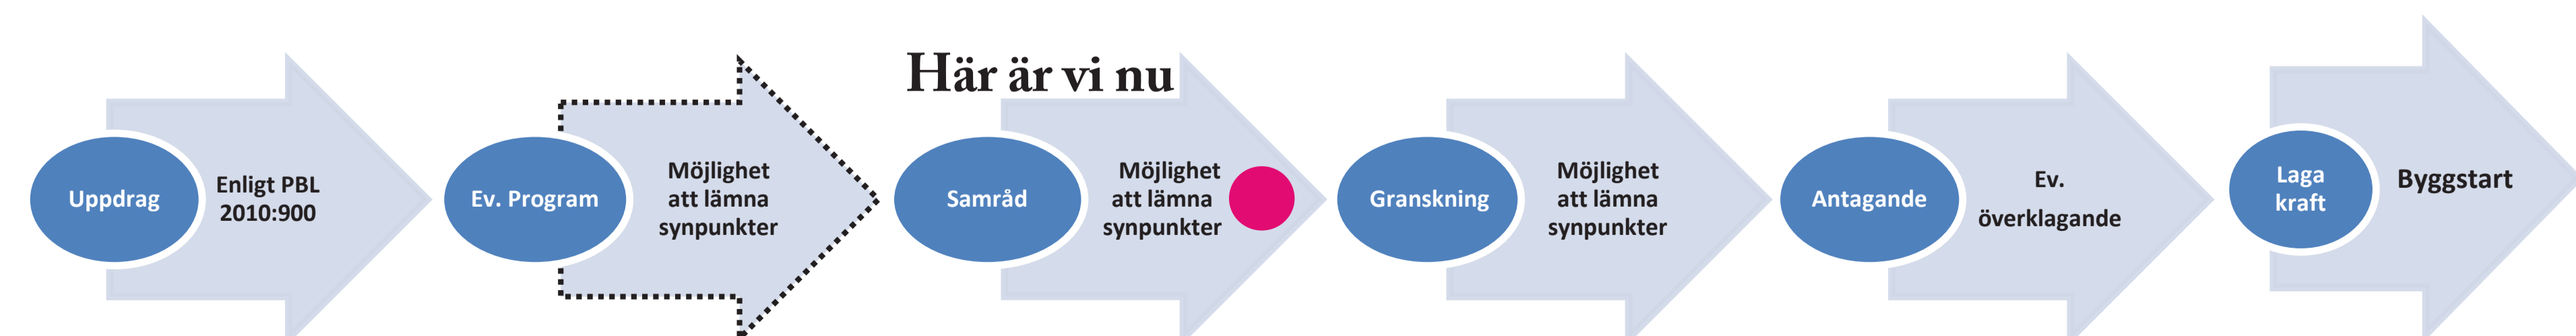 Här är vi nu
Uppdrag
Enligt PBL
2010:900
Ev. Program
Möjlighet
att lämna
synpunkter
Samråd
Möjlighet
att lämna
synpunkter
Granskning
Möjlighet
att lämna
synpunkter
Antagande
Ev.
överklagande
Laga
kraft
Byggstart